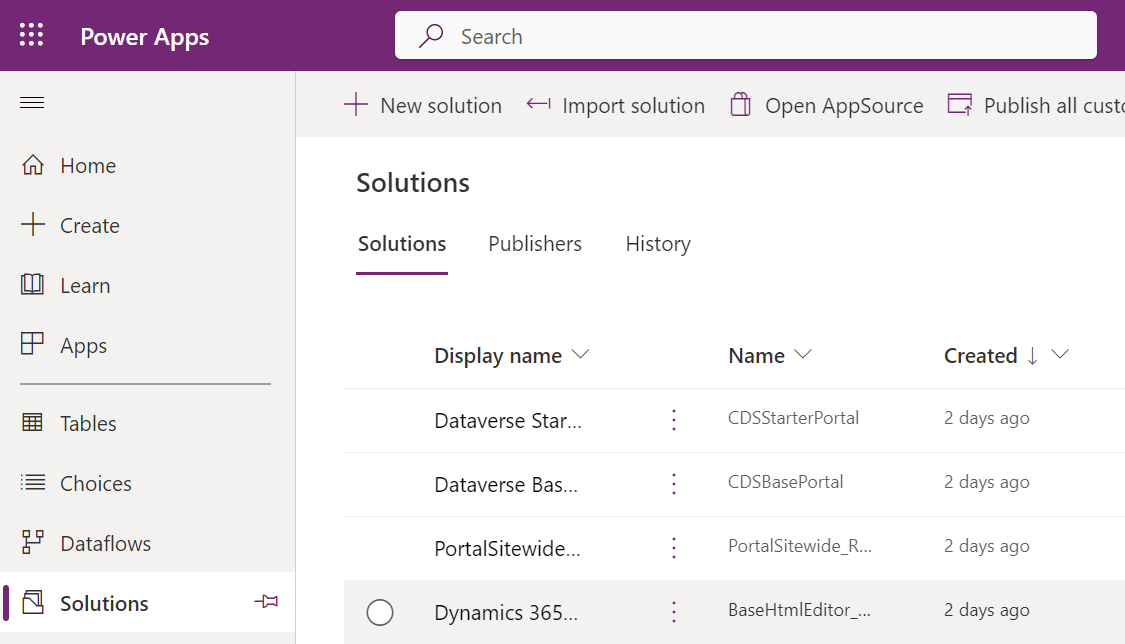 Power Apps
Search
New solution
Import solution
Open AppSource
Publish all custo
Home
Create
Learn
Apps
Tables
Choices
Dataflows
Solutions
Solutions
Solutions Publishers History
Display name Name Created
Dataverse Star... CDSStarterPortal 2 days ago
Dataverse Bas... CDSBasePortal 2 days ago
PortalSitewide... PortalSitewide_R... 2 days ago
Dynamics 365... BaseHtmlEditor_... 2 days ago